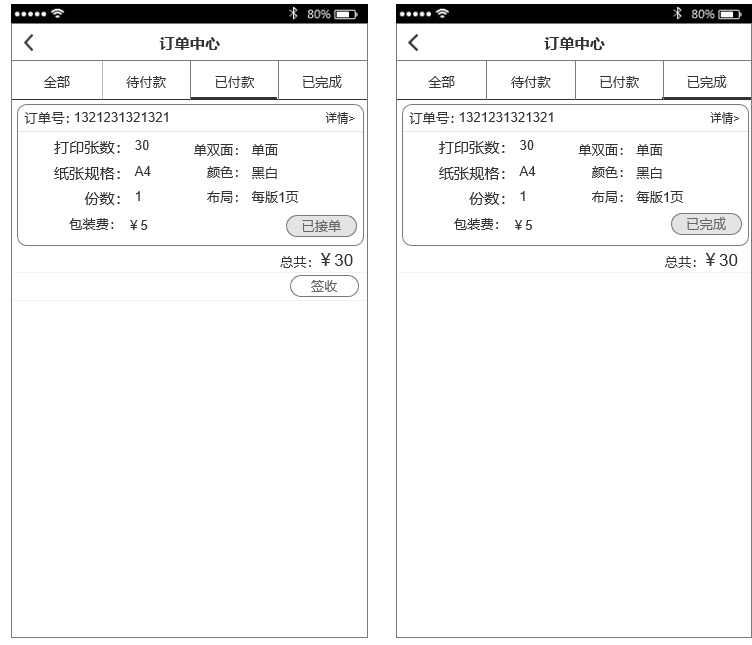 80%
订单中心
全部 待付款 已付款 已完成
订单号: 1321231321321 详情>
打印张数： 30 单双面： 单面
纸张规格： A4 颜色： 黑白
份数： 1 布局： 每版1页
包装费： ￥5 已接单
总共: ￥30
签收
80%
订单中心
全部 待付款 已付款 已完成
订单号: 1321231321321 详情>
打印张数： 30 单双面： 单面
纸张规格： A4 颜色： 黑白
份数： 1 布局： 每版1页
包装费： ￥5 已完成
总共: ￥30